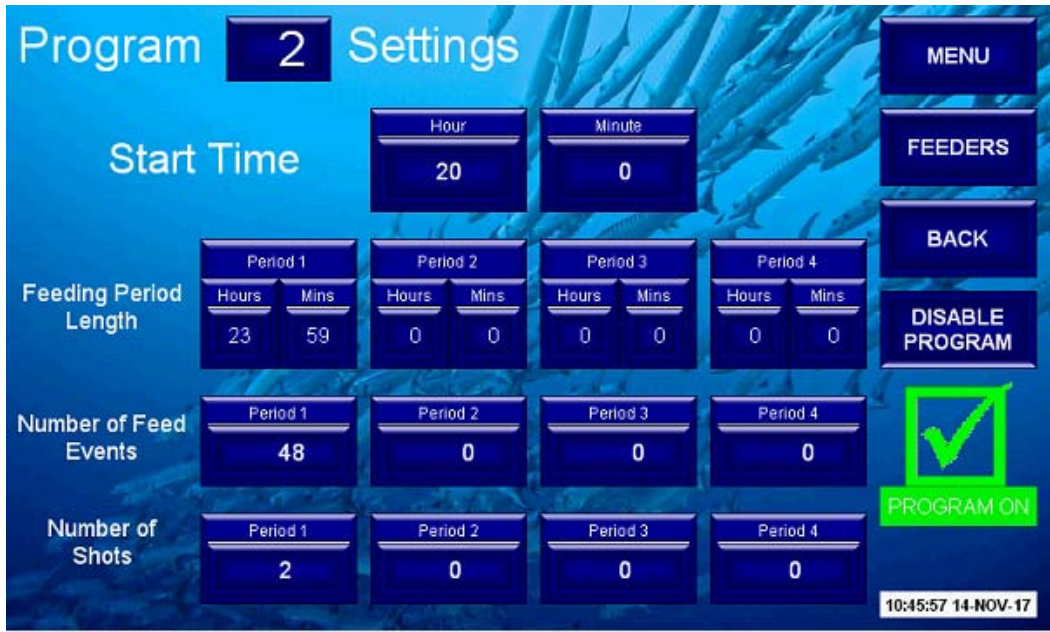 Program 2 Settings
MENU
Start Time
Hour Minute
20 0
FEEDERS
BACK
Feeding Period
Length
Period 1 Period 2 Period 3 Period 4
Hours Mins Hours Mins Hours Mins Hours Mins
23 59 0 0 0 0 0 0
DISABLE
PROGRAM
Number of Feed
Events
Period 1 Period 2 Period 3 Period 4
48 0 0 0
PROGRAM ON
Number of
Shots
Period 1 Period 2 Period 3 Period 4
2 0 0 0
10:45:57 14-NOV-17